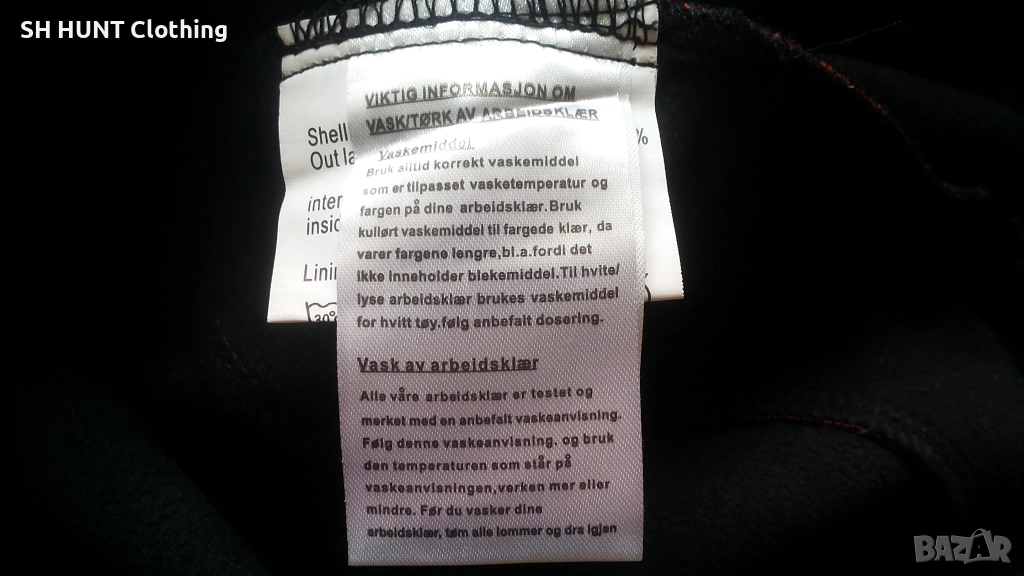 SH HUNT Clothing
VIKTIG INFORMASJON OM
VASK/TØRK AV ARBEIDSKLÆR
Vaskemiddel
Bruk alltid korrekt vaskemiddel
som er tilpasset vasketemperatur og
fargen på dine arbeidsklær.Bruk
kulлørt vaskemiddel til fargede klær, da
varer fargene lengre,bl.a.fordi det
ikke inneholder blekemiddel.Til hvite/
lyse arbeidsklær brukes vaskemiddel
for hvitt tøy.følg anbefalt dosering.
Vask av arbeidsklær
Alle våre arbeidsklær er testet og
merket med en anbefalt vaskeanvisning.
Følg denne vaskeanvisning, og bruk
den temperaturen som står på
vaskeanvisningen,verken mer eller
mindre. Før du vasker dine
arbeidsklær, tøm alle lommer og dra igjen
Shell
Out la
%
inter
insid
Linin
30°
BAZAR